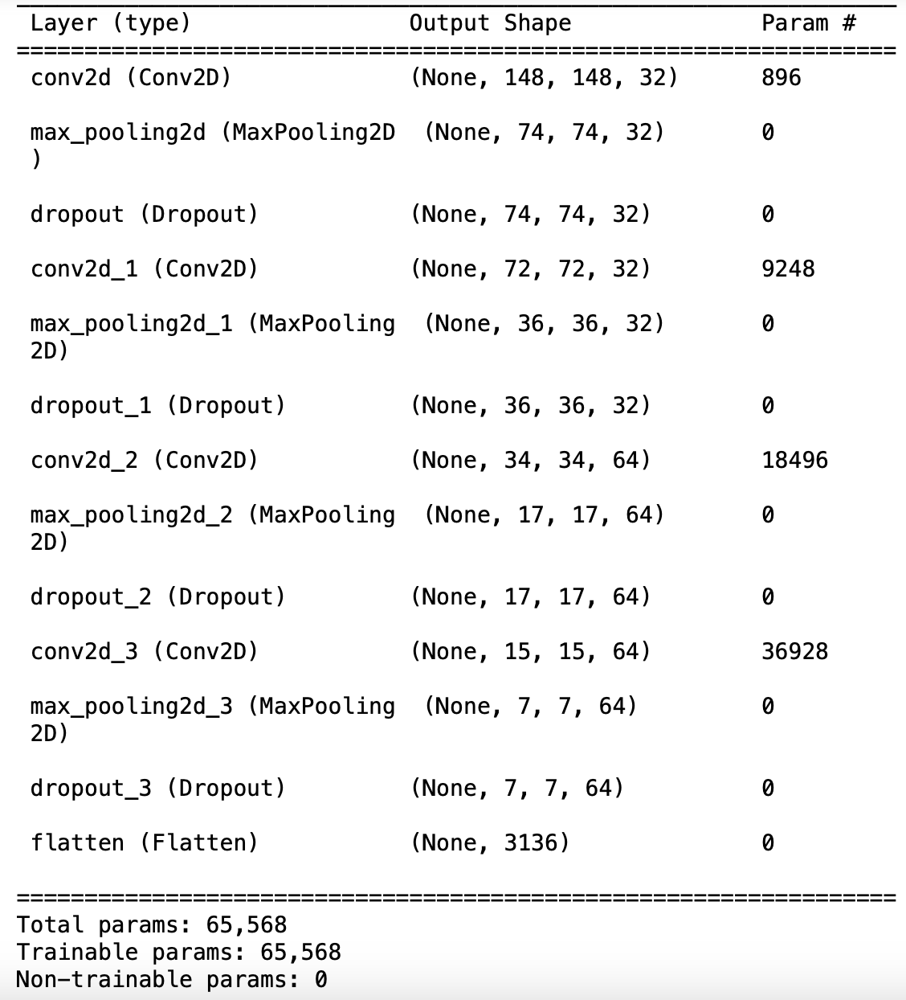 Layer (type) Output Shape Param #
=================================================================
conv2d (Conv2D) (None, 148, 148, 32) 896
max_pooling2d (MaxPooling2D (None, 74, 74, 32) 0
)
dropout (Dropout) (None, 74, 74, 32) 0
conv2d_1 (Conv2D) (None, 72, 72, 32) 9248
max_pooling2d_1 (MaxPooling (None, 36, 36, 32) 0
2D)
dropout_1 (Dropout) (None, 36, 36, 32) 0
conv2d_2 (Conv2D) (None, 34, 34, 64) 18496
max_pooling2d_2 (MaxPooling (None, 17, 17, 64) 0
2D)
dropout_2 (Dropout) (None, 17, 17, 64) 0
conv2d_3 (Conv2D) (None, 15, 15, 64) 36928
max_pooling2d_3 (MaxPooling (None, 7, 7, 64) 0
2D)
dropout_3 (Dropout) (None, 7, 7, 64) 0
flatten (Flatten) (None, 3136) 0
=================================================================
Total params: 65,568
Trainable params: 65,568
Non-trainable params: 0